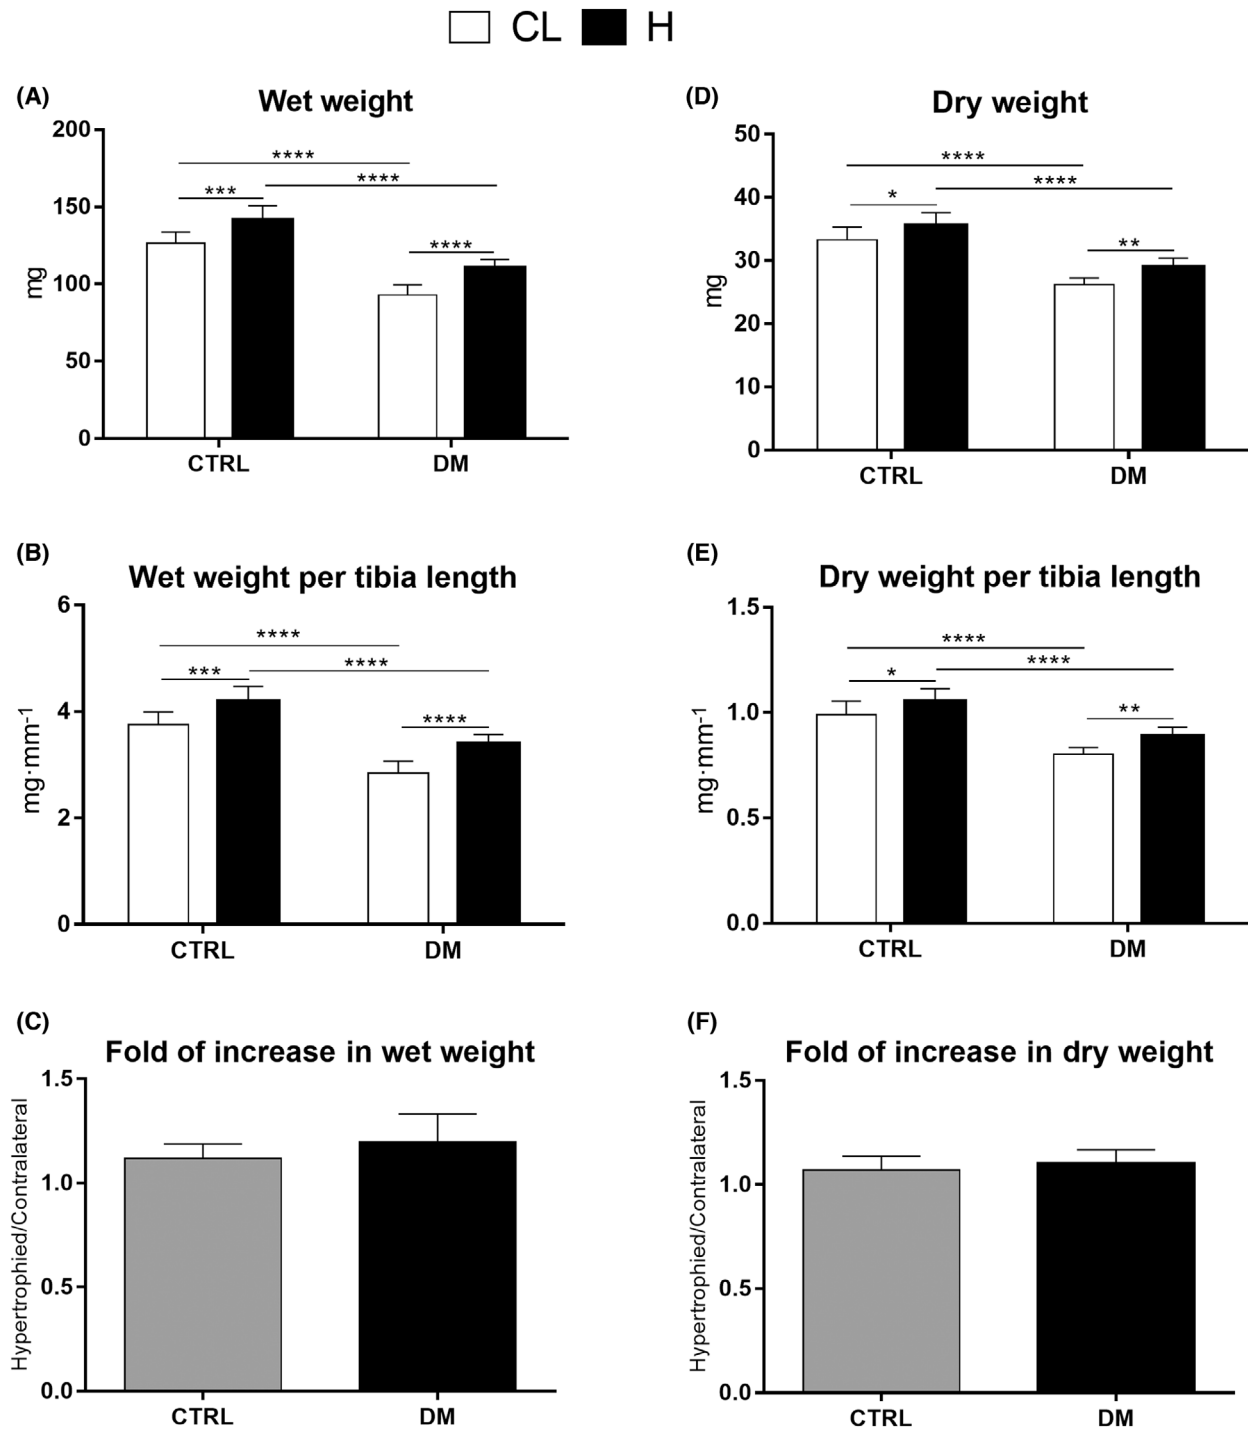 CL H
(A)
Wet weight
200
150
100
50
0
mg
****
****
***
****
CTRL DM
(D)
Dry weight
50
40
30
20
10
0
mg
****
****
*
**
CTRL DM
(B)
Wet weight per tibia length
6
4
2
0
mg·mm-1
****
****
***
****
CTRL DM
(E)
Dry weight per tibia length
1.5
1.0
0.5
0.0
mg·mm-1
****
****
*
**
CTRL DM
(C)
Fold of increase in wet weight
1.5
1.0
0.5
0.0
Hypertrophied/Contralateral
CTRL DM
(F)
Fold of increase in dry weight
1.5
1.0
0.5
0.0
Hypertrophied/Contralateral
CTRL DM